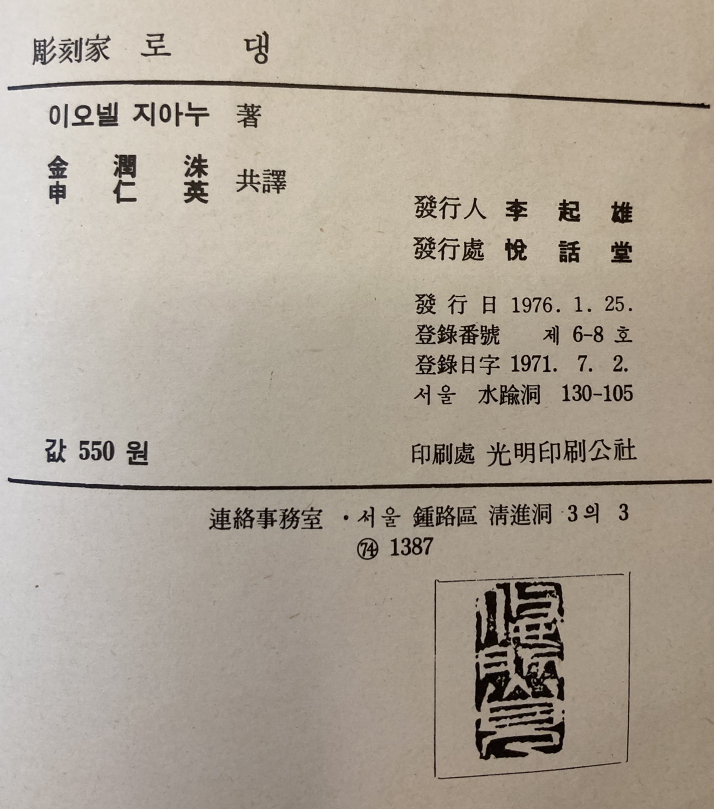 彫刻家 로댕
이오넬 지아누 著
金潤洙
申仁英 共譯
發行人 李起雄
發行處 悅話堂
發行日 1976. 1. 25.
登錄番號 제 6-8 호
登錄日字 1971. 7. 2.
서울 水踰洞 130-105
값 550 원
印刷處 光明印刷公社
連絡事務室 · 서울 鍾路區 淸進洞 3의 3
㉔ 1387